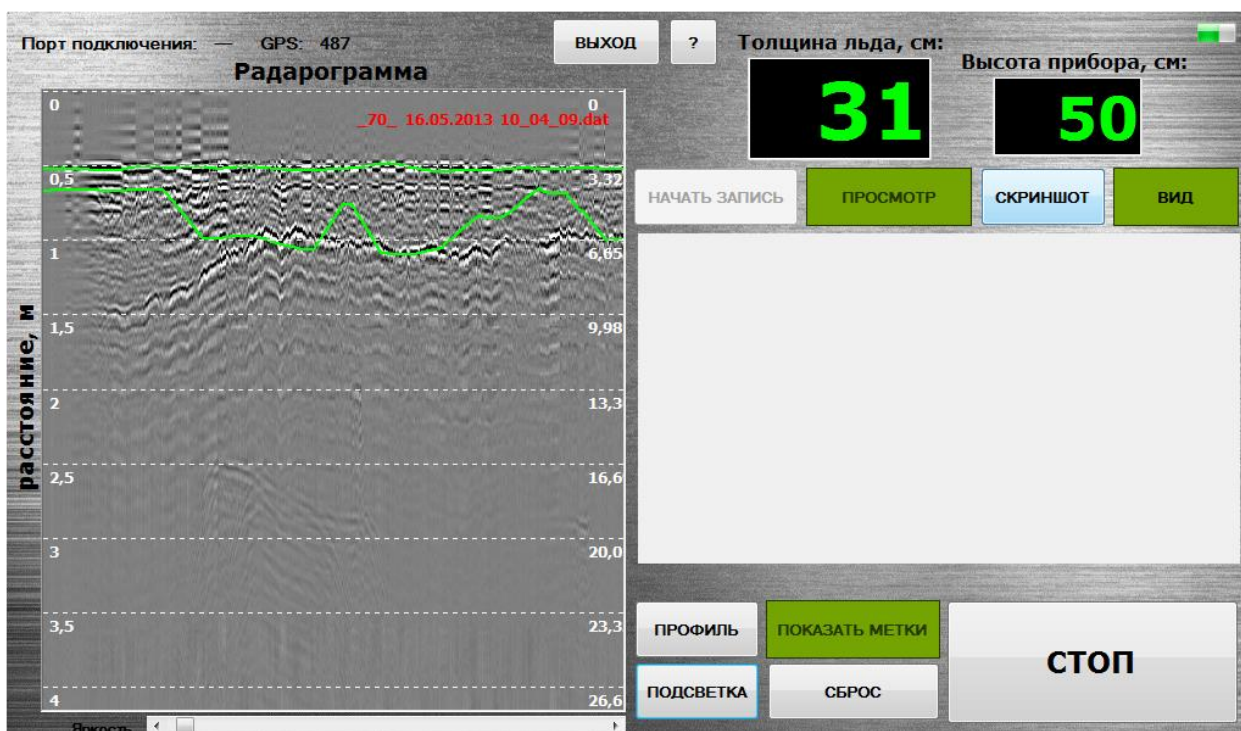 Порт подключения: — GPS: 487
ВЫХОД
?
Толщина льда, см:
Высота прибора, см:
Радарограмма
31
50
_70_ 16.05.2013 10_04_09.dat
0 0
0,5 3,32
1 6,65
1,5 9,98
2 13,3
2,5 16,6
3 20,0
3,5 23,3
4 26,6
расстояние, м
НАЧАТЬ ЗАПИСЬ
ПРОСМОТР
СКРИНШОТ
ВИД
ПРОФИЛЬ
ПОКАЗАТЬ МЕТКИ
СТОП
ПОДСВЕТКА
СБРОС
Яркость